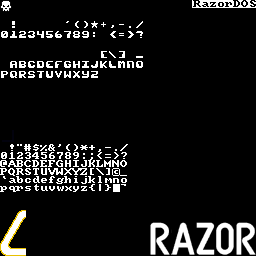 RazorDOS
! '()*+,-./
0123456789: <=>?
[\] _
ABCDEFGHIJKLMNO
PQRSTUVWXYZ
!"#$%&'()*+,-./
0123456789:;<=>?
@ABCDEFGHIJKLMNO
PQRSTUVWXYZ[\]©_
`abcdefghijklmno
pqrstuvwxyz{|}
RAZOR